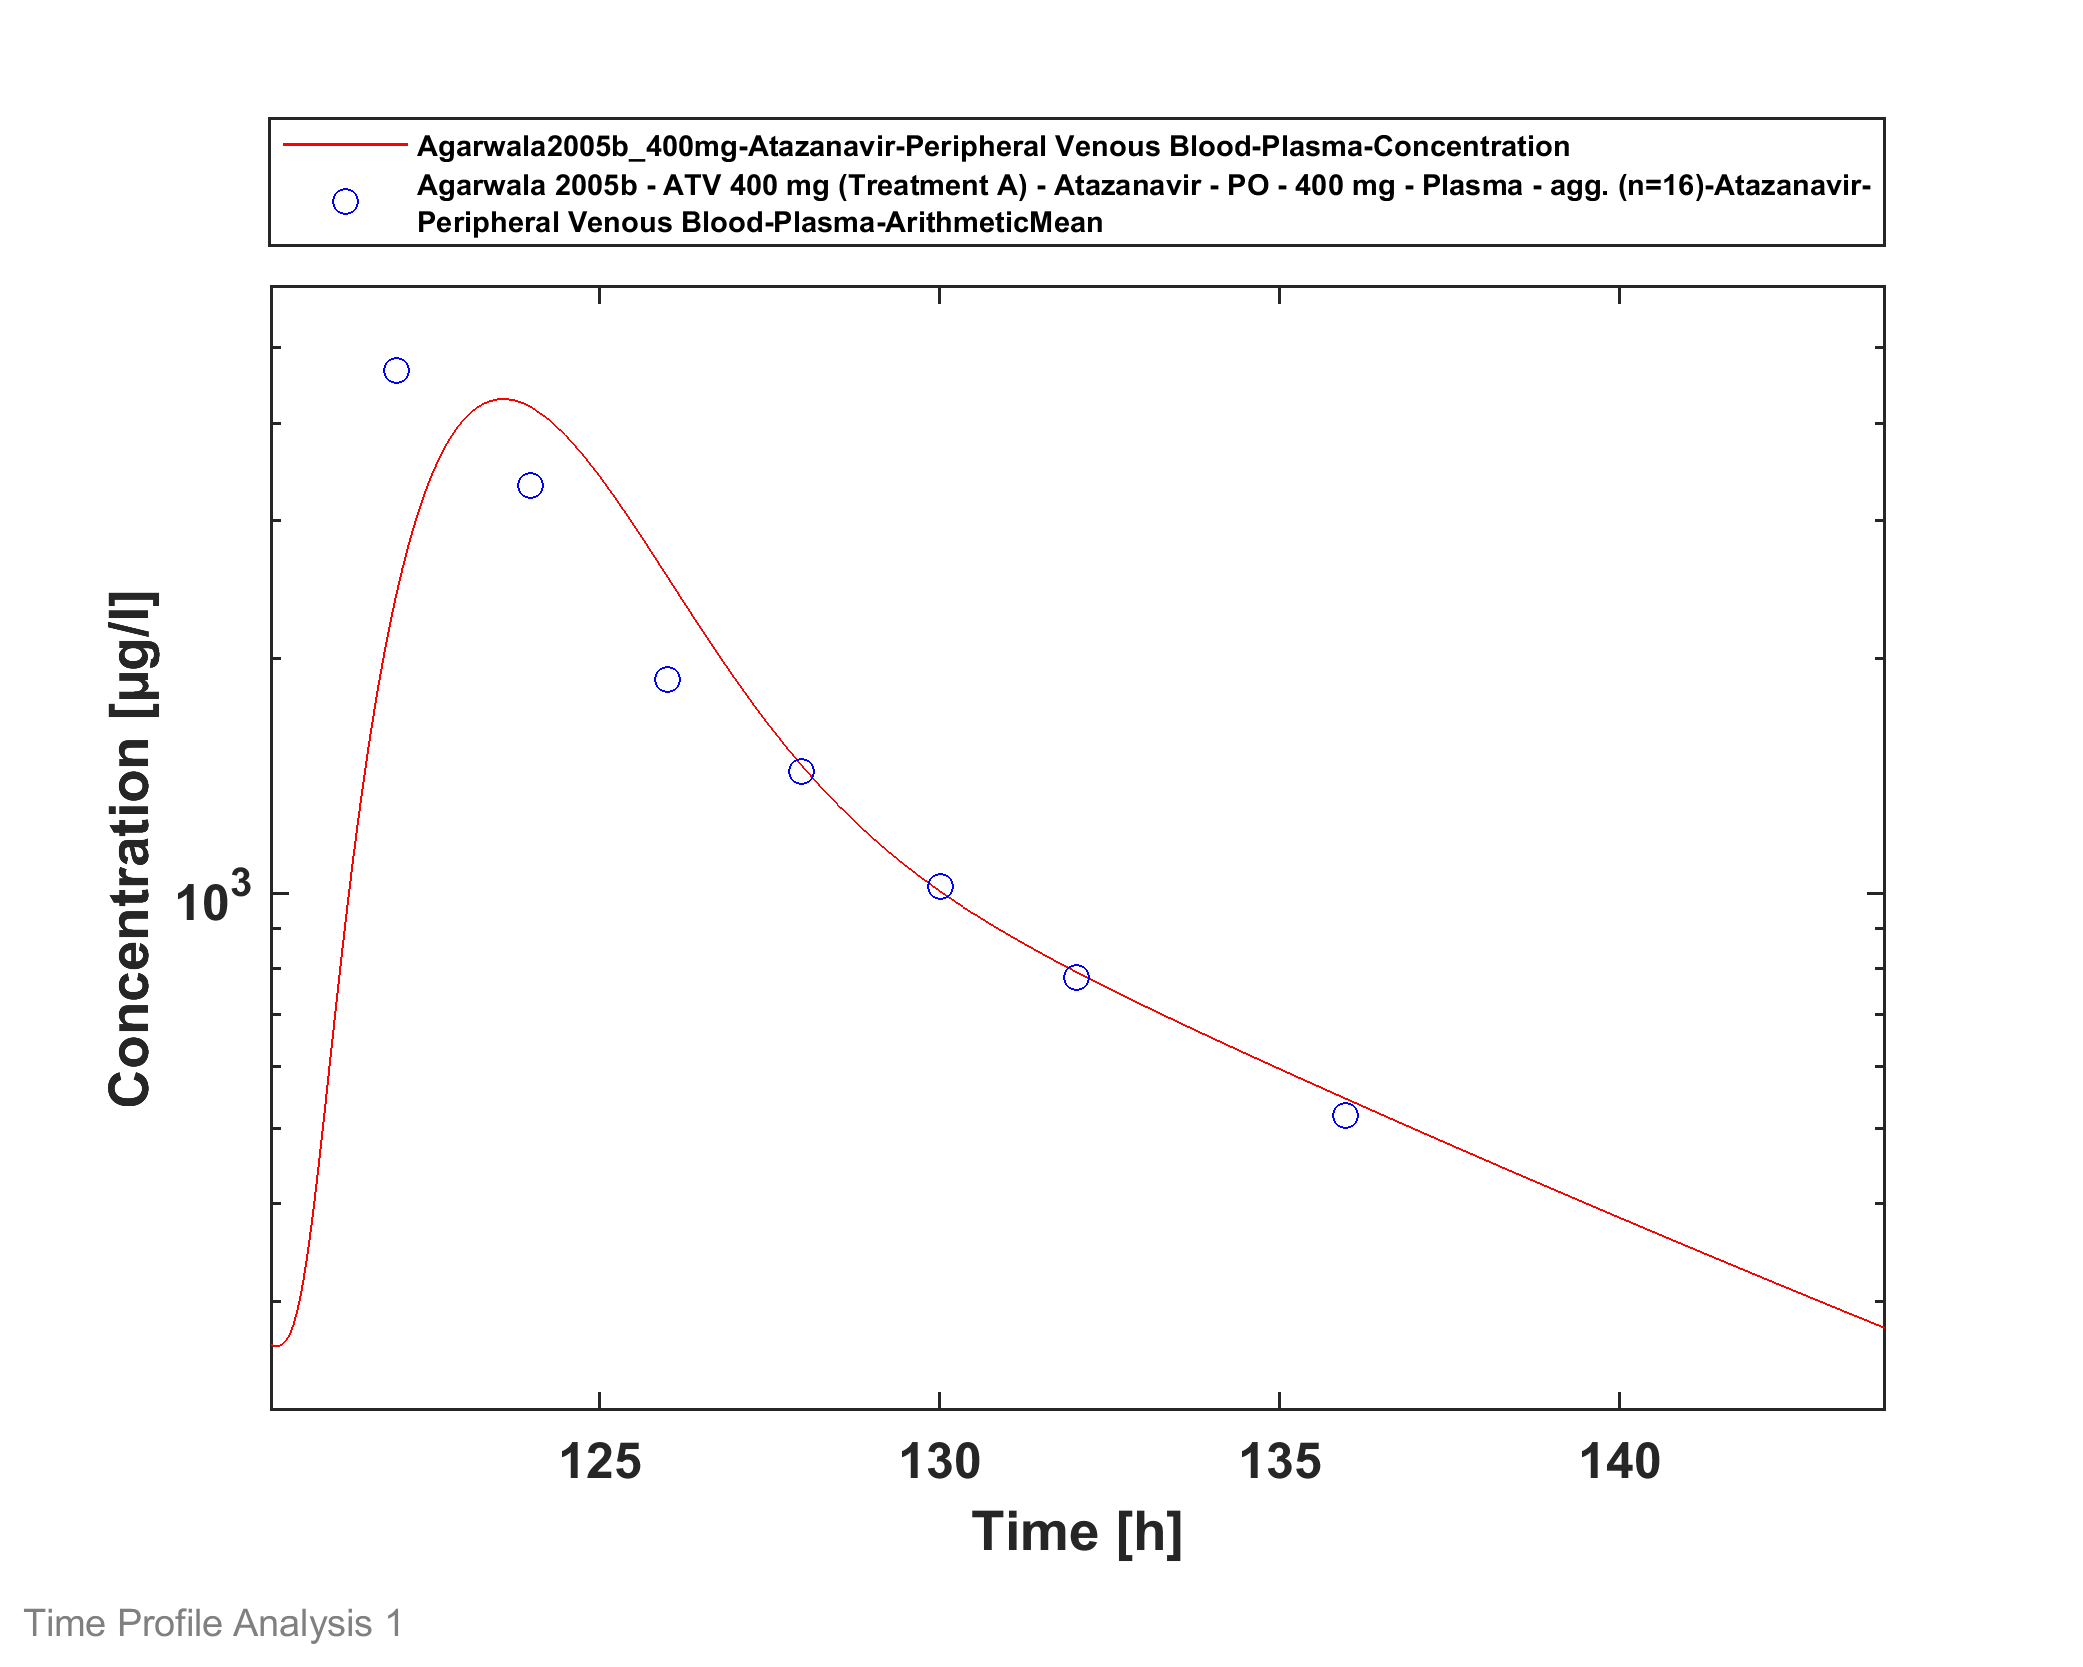 Agarwala2005b_400mg-Atazanavir-Peripheral Venous Blood-Plasma-Concentration
Agarwala 2005b - ATV 400 mg (Treatment A) - Atazanavir - PO - 400 mg - Plasma - agg. (n=16)-Atazanavir-
Peripheral Venous Blood-Plasma-ArithmeticMean
Concentration [µg/l]
10³
125 130 135 140
Time [h]
Time Profile Analysis 1